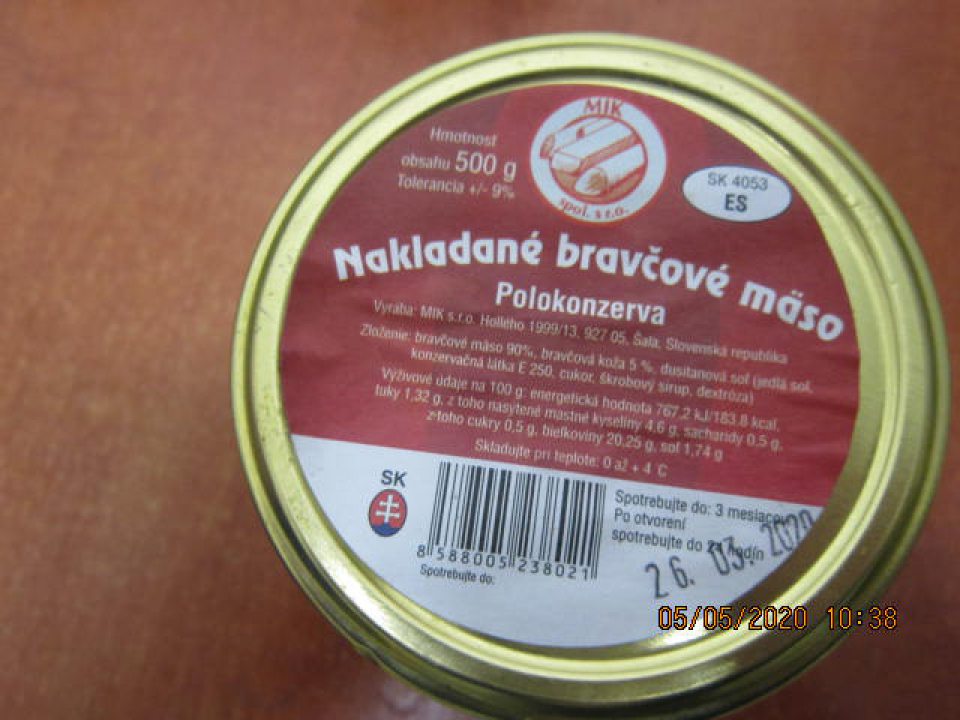 MIK
spol. s r.o.
Hmotnosť
obsahu 500 g
Tolerancia +/- 9%
SK 4053
ES
Nakladané bravčové mäso
Polokonzerva
Vyrába: MIK s.r.o. Hollého 1999/13, 927 05, Šaľa, Slovenská republika
Zloženie: bravčové mäso 90%, bravčová koža 5 %, dusitanová soľ (jedlá soľ,
konzervačná látka E 250, cukor, škrobový sirup, dextróza)
Výživové údaje na 100 g: energetická hodnota 767,2 kJ/183,8 kcal,
tuky 1,32 g, z toho nasýtené mastné kyseliny 4,6 g, sacharidy 0,5 g,
z toho cukry 0,5 g, bielkoviny 20,25 g, soľ 1,74 g
Skladujte pri teplote: 0 až + 4 C
SK
8 588005 238021
Spotrebujte do:
Spotrebujte do: 3 mesiacov
Po otvorení
spotrebujte do 24 hodín
26. 03. 2020
05/05/2020 10:38